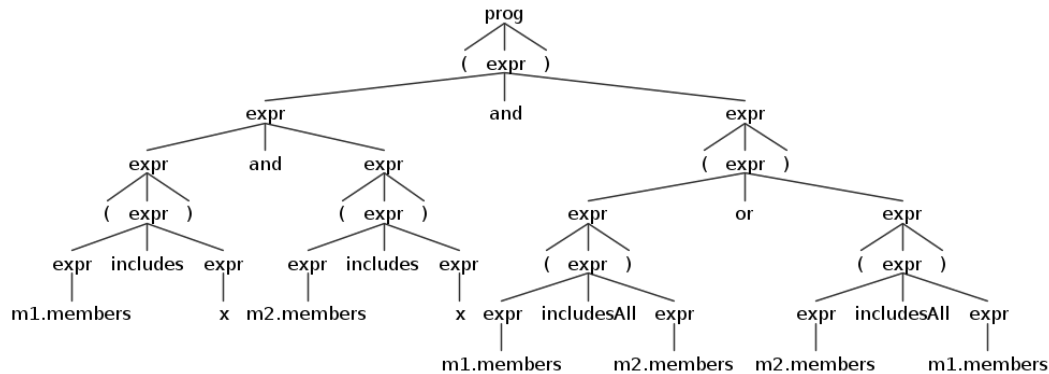 prog
( expr )
expr and expr
expr and expr ( expr )
( expr ) ( expr ) expr or expr
expr includes expr expr includes expr ( expr ) ( expr )
m1.members x m2.members x expr includesAll expr expr includesAll expr
m1.members m2.members m2.members m1.members